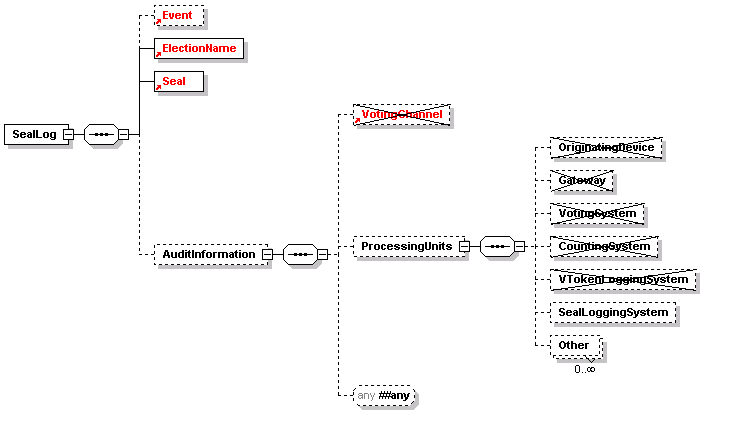 Event
ElectionName
Seal
SealLog
VotingChannel
OriginatingDevice
Gateway
VotingSystem
AuditInformation
ProcessingUnits
CountingSystem
VTokenLoggingSystem
SealLoggingSystem
Other
0..∞
any ##any